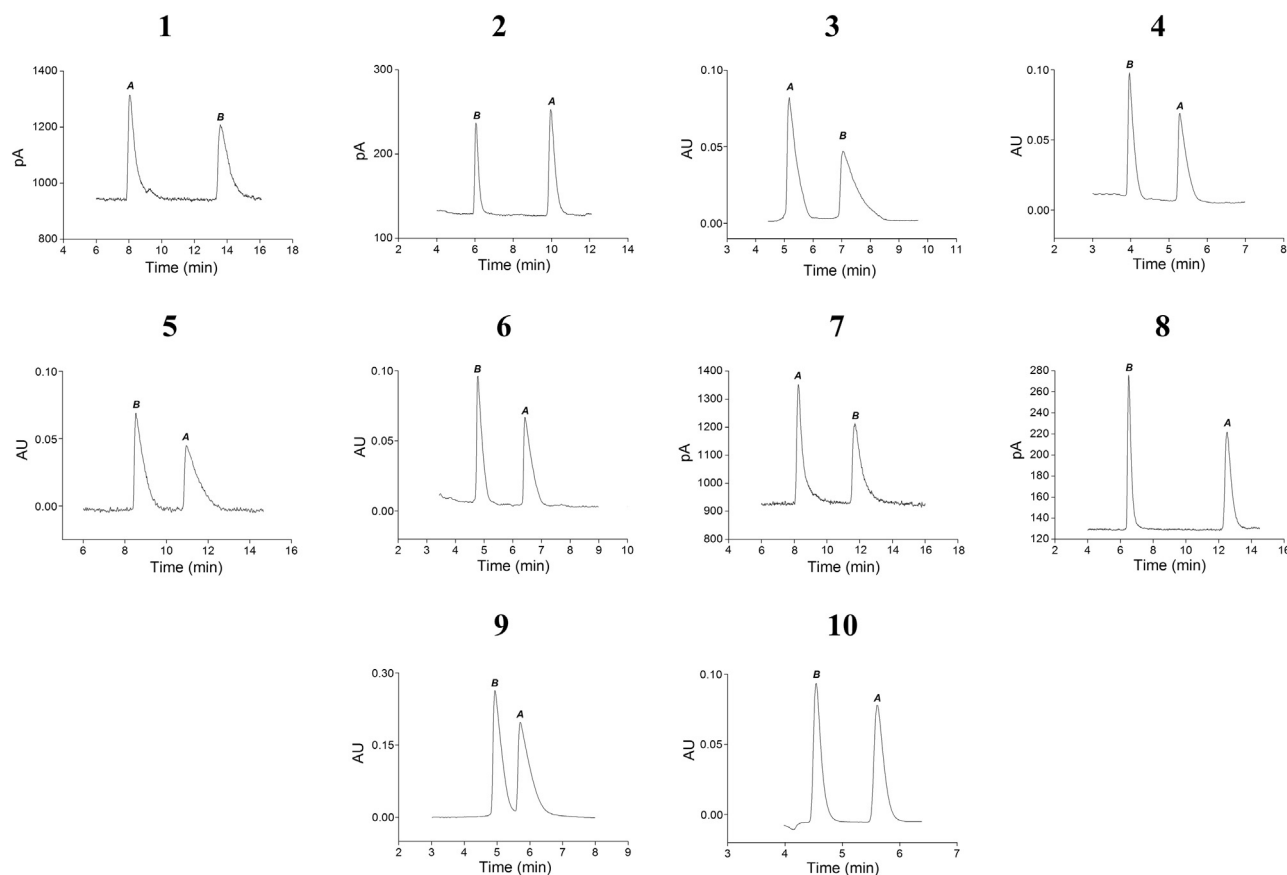 1
1400
1200
1000
800
pA
A
B
4 6 8 10 12 14 16 18
Time (min)
2
300
200
100
pA
B
A
2 4 6 8 10 12 14
Time (min)
3
0.10
0.05
0.00
AU
A
B
3 4 5 6 7 8 9 10 11
Time (min)
4
0.10
0.05
0.00
AU
B
A
2 3 4 5 6 7 8
Time (min)
5
0.10
0.05
0.00
AU
B
A
6 8 10 12 14 16
Time (min)
6
0.10
0.05
0.00
AU
B
A
2 3 4 5 6 7 8 9 10
Time (min)
7
1400
1300
1200
1100
1000
900
800
pA
A
B
4 6 8 10 12 14 16 18
Time (min)
8
280
260
240
220
200
180
160
140
120
pA
B
A
2 4 6 8 10 12 14 16
Time (min)
9
0.30
0.15
0.00
AU
B
A
2 3 4 5 6 7 8 9
Time (min)
10
0.10
0.05
0.00
AU
B
A
3 4 5 6 7
Time (min)